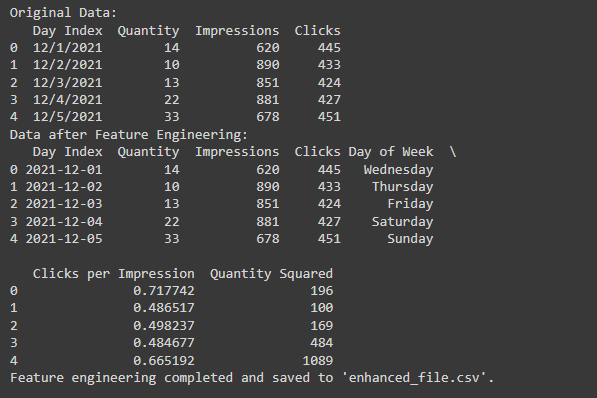 Original Data:
   Day Index  Quantity  Impressions  Clicks
0  12/1/2021        14          620     445
1  12/2/2021        10          890     433
2  12/3/2021        13          851     424
3  12/4/2021        22          881     427
4  12/5/2021        33          678     451
Data after Feature Engineering:
   Day Index  Quantity  Impressions  Clicks Day of Week  \
0 2021-12-01        14          620     445   Wednesday
1 2021-12-02        10          890     433    Thursday
2 2021-12-03        13          851     424      Friday
3 2021-12-04        22          881     427    Saturday
4 2021-12-05        33          678     451      Sunday
   Clicks per Impression  Quantity Squared
0               0.717742               196
1               0.486517               100
2               0.498237               169
3               0.484677               484
4               0.665192              1089
Feature engineering completed and saved to 'enhanced_file.csv'.